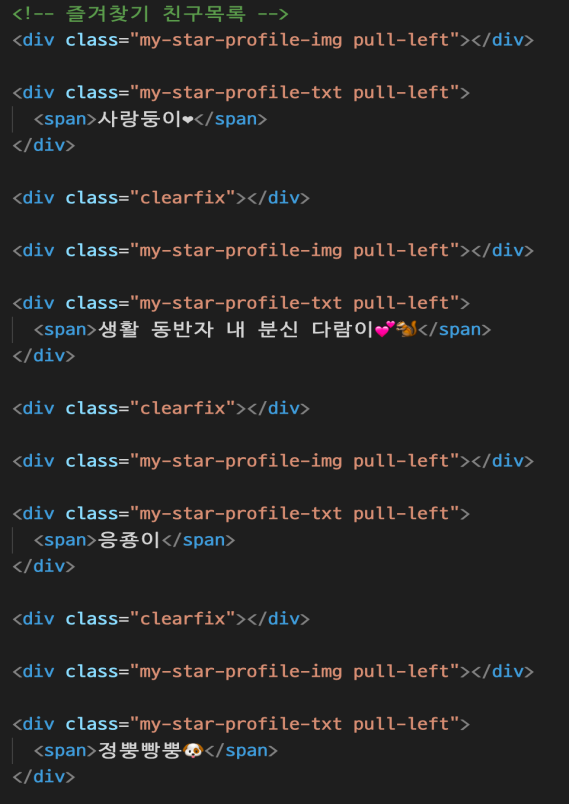 <!-- 즐겨찾기 친구목록 -->
<div class="my-star-profile-img pull-left"></div>
<div class="my-star-profile-txt pull-left">
<span>사랑둥이❤</span>
</div>
<div class="clearfix"></div>
<div class="my-star-profile-img pull-left"></div>
<div class="my-star-profile-txt pull-left">
<span>생활 동반자 내 분신 다람이💕🐿</span>
</div>
<div class="clearfix"></div>
<div class="my-star-profile-img pull-left"></div>
<div class="my-star-profile-txt pull-left">
<span>응죵이</span>
</div>
<div class="clearfix"></div>
<div class="my-star-profile-img pull-left"></div>
<div class="my-star-profile-txt pull-left">
<span>정뿡빵뿡🐶</span>
</div>